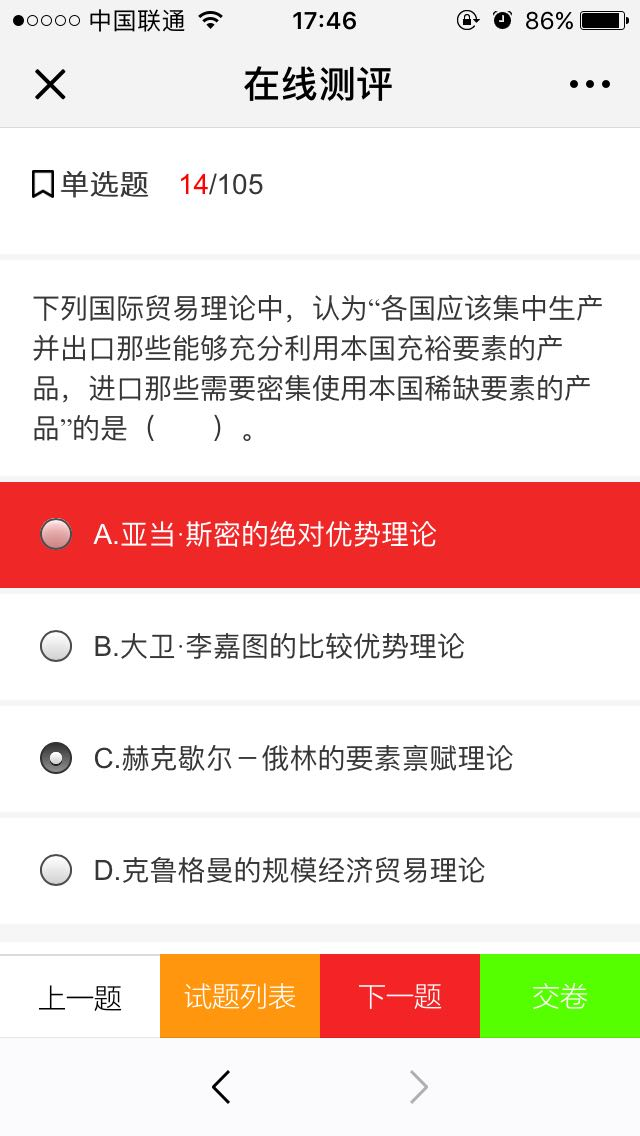 中国联通 17:46 86%
在线测评
单选题 14/105
下列国际贸易理论中，认为“各国应该集中生产
并出口那些能够充分利用本国充裕要素的产
品，进口那些需要密集使用本国稀缺要素的产
品”的是（　　）。
A.亚当·斯密的绝对优势理论
B.大卫·李嘉图的比较优势理论
C.赫克歇尔－俄林的要素禀赋理论
D.克鲁格曼的规模经济贸易理论
上一题 试题列表 下一题 交卷